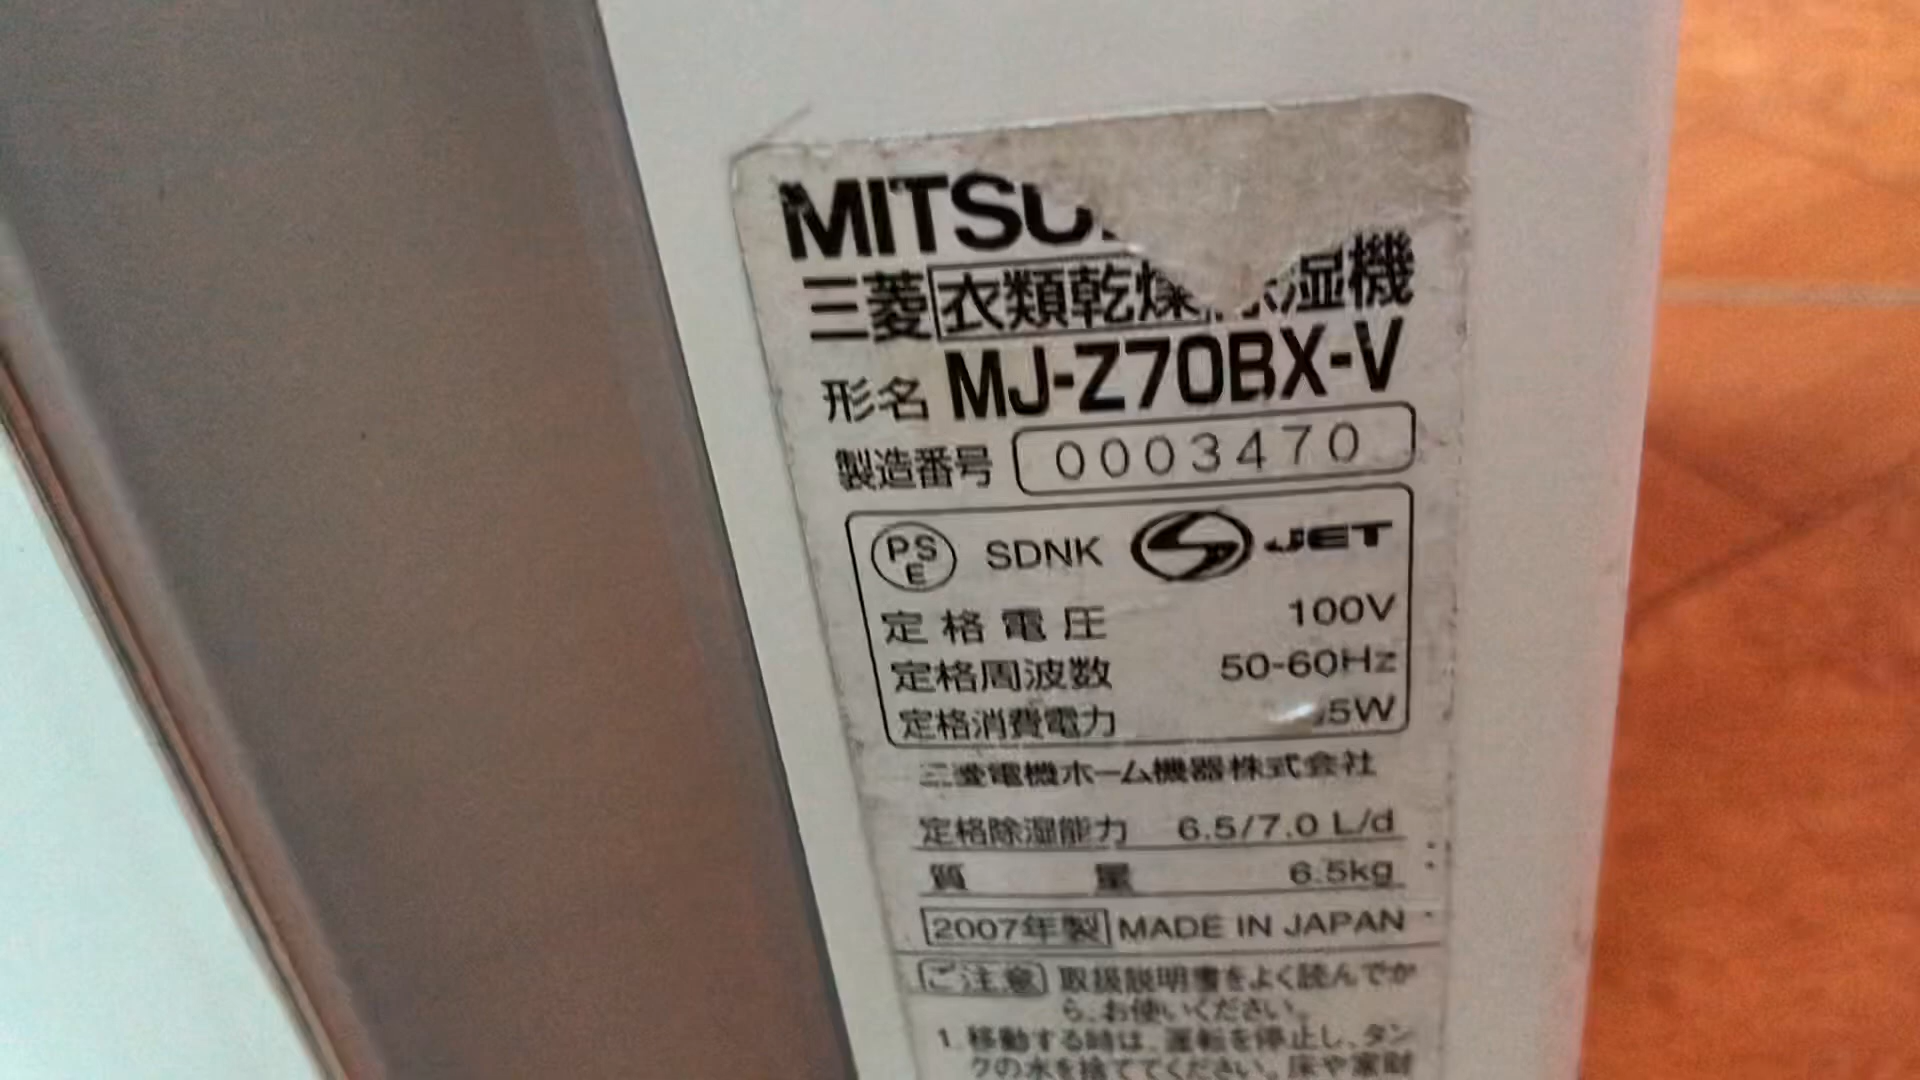 MITSU
三菱 衣類乾燥 湿機
形名 MJ-Z70BX-V
製造番号 0003470
PSE SDNK JET
定格電圧 100V
定格周波数 50-60Hz
定格消費電力 5W
三菱電機ホーム機器株式会社
定格除湿能力 6.5/7.0 L/d
質量 6.5kg
2007年製 MADE IN JAPAN
ご注意 取扱説明書をよく読んでか
ら、お使いください。
1. 移動する時は、運転を停止し、タン
クの水を捨ててください。床や家財